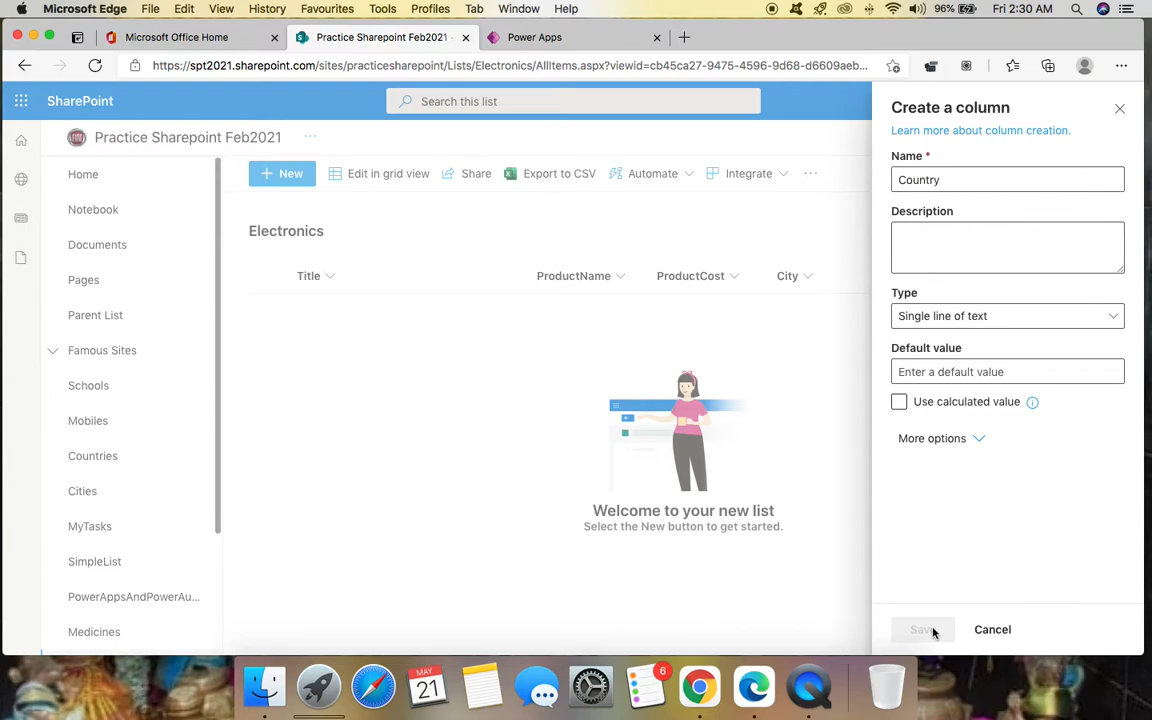 Microsoft Edge File Edit View History Favourites Tools Profiles Tab Window Help 96% Fri 2:30 AM
Microsoft Office Home Practice Sharepoint Feb2021 - Power Apps
https://spt2021.sharepoint.com/sites/practicesharepoint/Lists/Electronics/AllItems.aspx?viewid=cb45ca27-9475-4596-9d68-d6609aeb...
SharePoint Search this list
Practice Sharepoint Feb2021 ...
Home
Notebook
Documents
Pages
Parent List
Famous Sites
Schools
Mobiles
Countries
Cities
MyTasks
SimpleList
PowerAppsAndPowerAu...
Medicines
+ New Edit in grid view Share Export to CSV Automate Integrate ...
Electronics
Title ProductName ProductCost City
Welcome to your new list
Select the New button to get started.
Create a column
Learn more about column creation.
Name *
Country
Description
Type
Single line of text
Default value
Enter a default value
Use calculated value
More options
Save Cancel
MAY
21
6